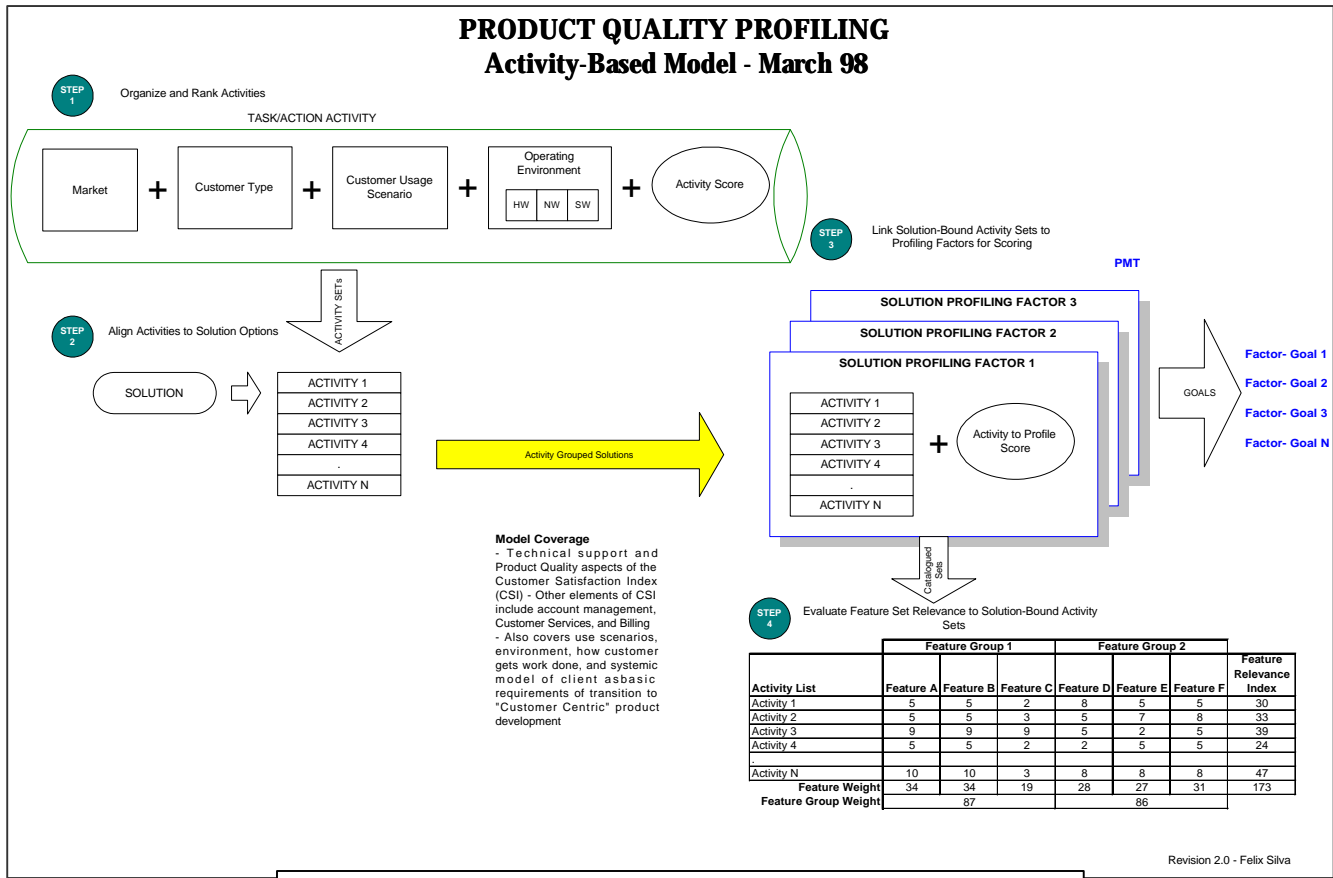 PRODUCT QUALITY PROFILING
Activity-Based Model - March 98
STEP
1
Organize and Rank Activities
TASK/ACTION ACTIVITY
Market
+
Customer Type
+
Customer Usage
Scenario
+
Operating
Environment
HW NW SW
+
Activity Score
ACTIVITY SETs
STEP
2
Align Activities to Solution Options
SOLUTION
ACTIVITY 1
ACTIVITY 2
ACTIVITY 3
ACTIVITY 4
.
ACTIVITY N
Activity Grouped Solutions
STEP
3
Link Solution-Bound Activity Sets to
Profiling Factors for Scoring
PMT
SOLUTION PROFILING FACTOR 3
SOLUTION PROFILING FACTOR 2
SOLUTION PROFILING FACTOR 1
ACTIVITY 1
ACTIVITY 2
ACTIVITY 3
ACTIVITY 4
.
ACTIVITY N
+
Activity to Profile
Score
GOALS
Factor- Goal 1
Factor- Goal 2
Factor- Goal 3
Factor- Goal N
Model Coverage
- Technical support and
Product Quality aspects of the
Customer Satisfaction Index
(CSI) - Other elements of CSI
include account management,
Customer Services, and Billing
- Also covers use scenarios,
environment, how customer
gets work done, and systemic
model of client asbasic
requirements of transition to
"Customer Centric" product
development
Catalogued
Sets
STEP
4
Evaluate Feature Set Relevance to Solution-Bound Activity
Sets
Feature Group 1 Feature Group 2
Activity List Feature A Feature B Feature C Feature D Feature E Feature F Feature Relevance Index
Activity 1 5 5 2 8 5 5 30
Activity 2 5 5 3 5 7 8 33
Activity 3 9 9 9 5 2 5 39
Activity 4 5 5 2 2 5 5 24
.
Activity N 10 10 3 8 8 8 47
Feature Weight 34 34 19 28 27 31 173
Feature Group Weight 87 86
Revision 2.0 - Felix Silva